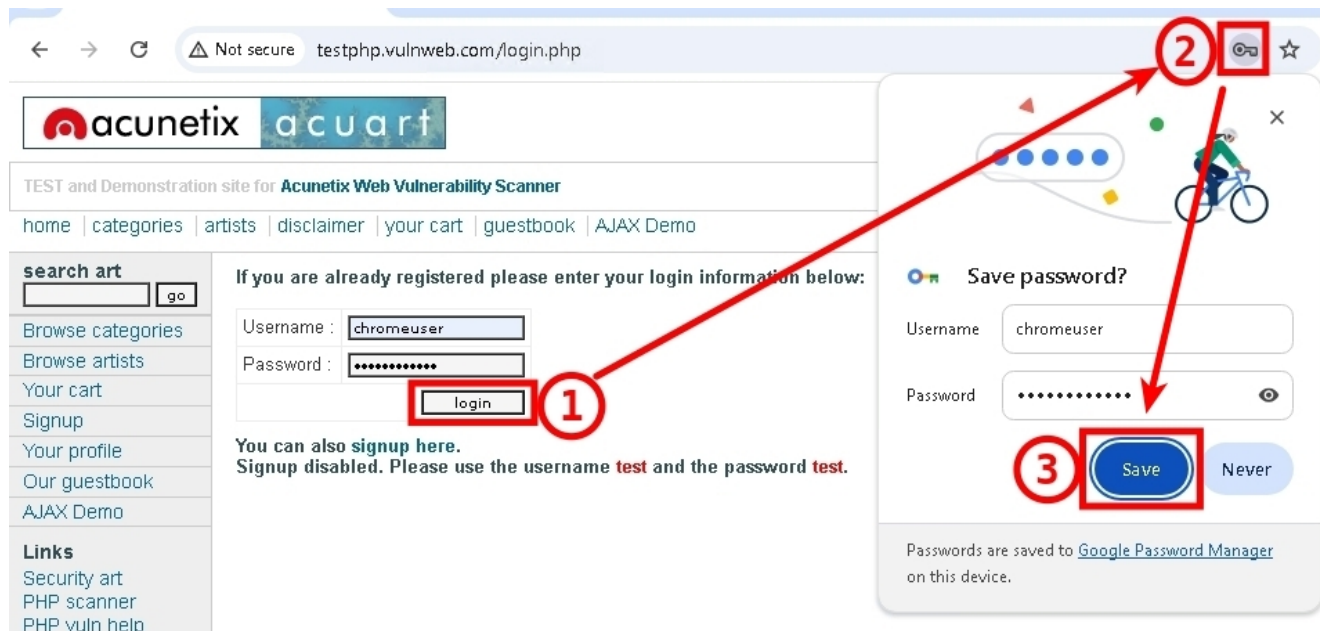 Not secure testphp.vulnweb.com/login.php
2
acunetix acuart
TEST and Demonstration site for Acunetix Web Vulnerability Scanner
home | categories | artists | disclaimer | your cart | guestbook | AJAX Demo
search art
go
Browse categories
Browse artists
Your cart
Signup
Your profile
Our guestbook
AJAX Demo
Links
Security art
PHP scanner
PHP vuln help
If you are already registered please enter your login information below:
Username : chromeuser
Password : ••••••••••••
login
1
You can also signup here.
Signup disabled. Please use the username test and the password test.
Save password?
Username chromeuser
Password ••••••••••••
3
Save Never
Passwords are saved to Google Password Manager
on this device.